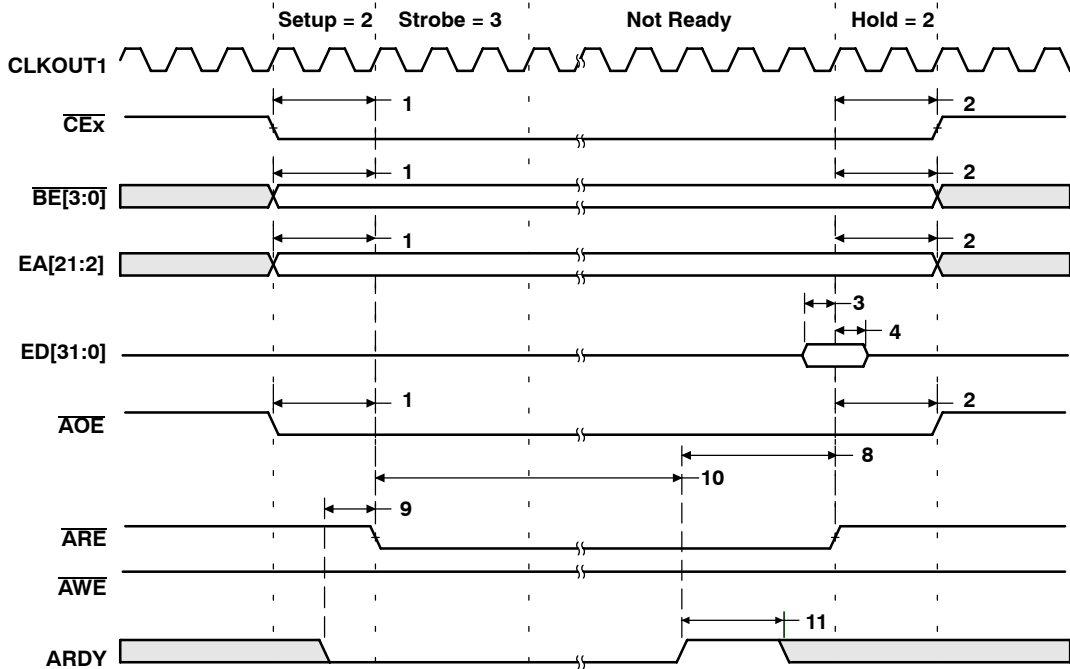 Setup = 2 Strobe = 3 Not Ready Hold = 2
CLKOUT1
1 2
CEx
1 2
BE[3:0]
1 2
EA[21:2]
3
4
ED[31:0]
1 2
AOE
8
10
9
ARE
AWE
11
ARDY